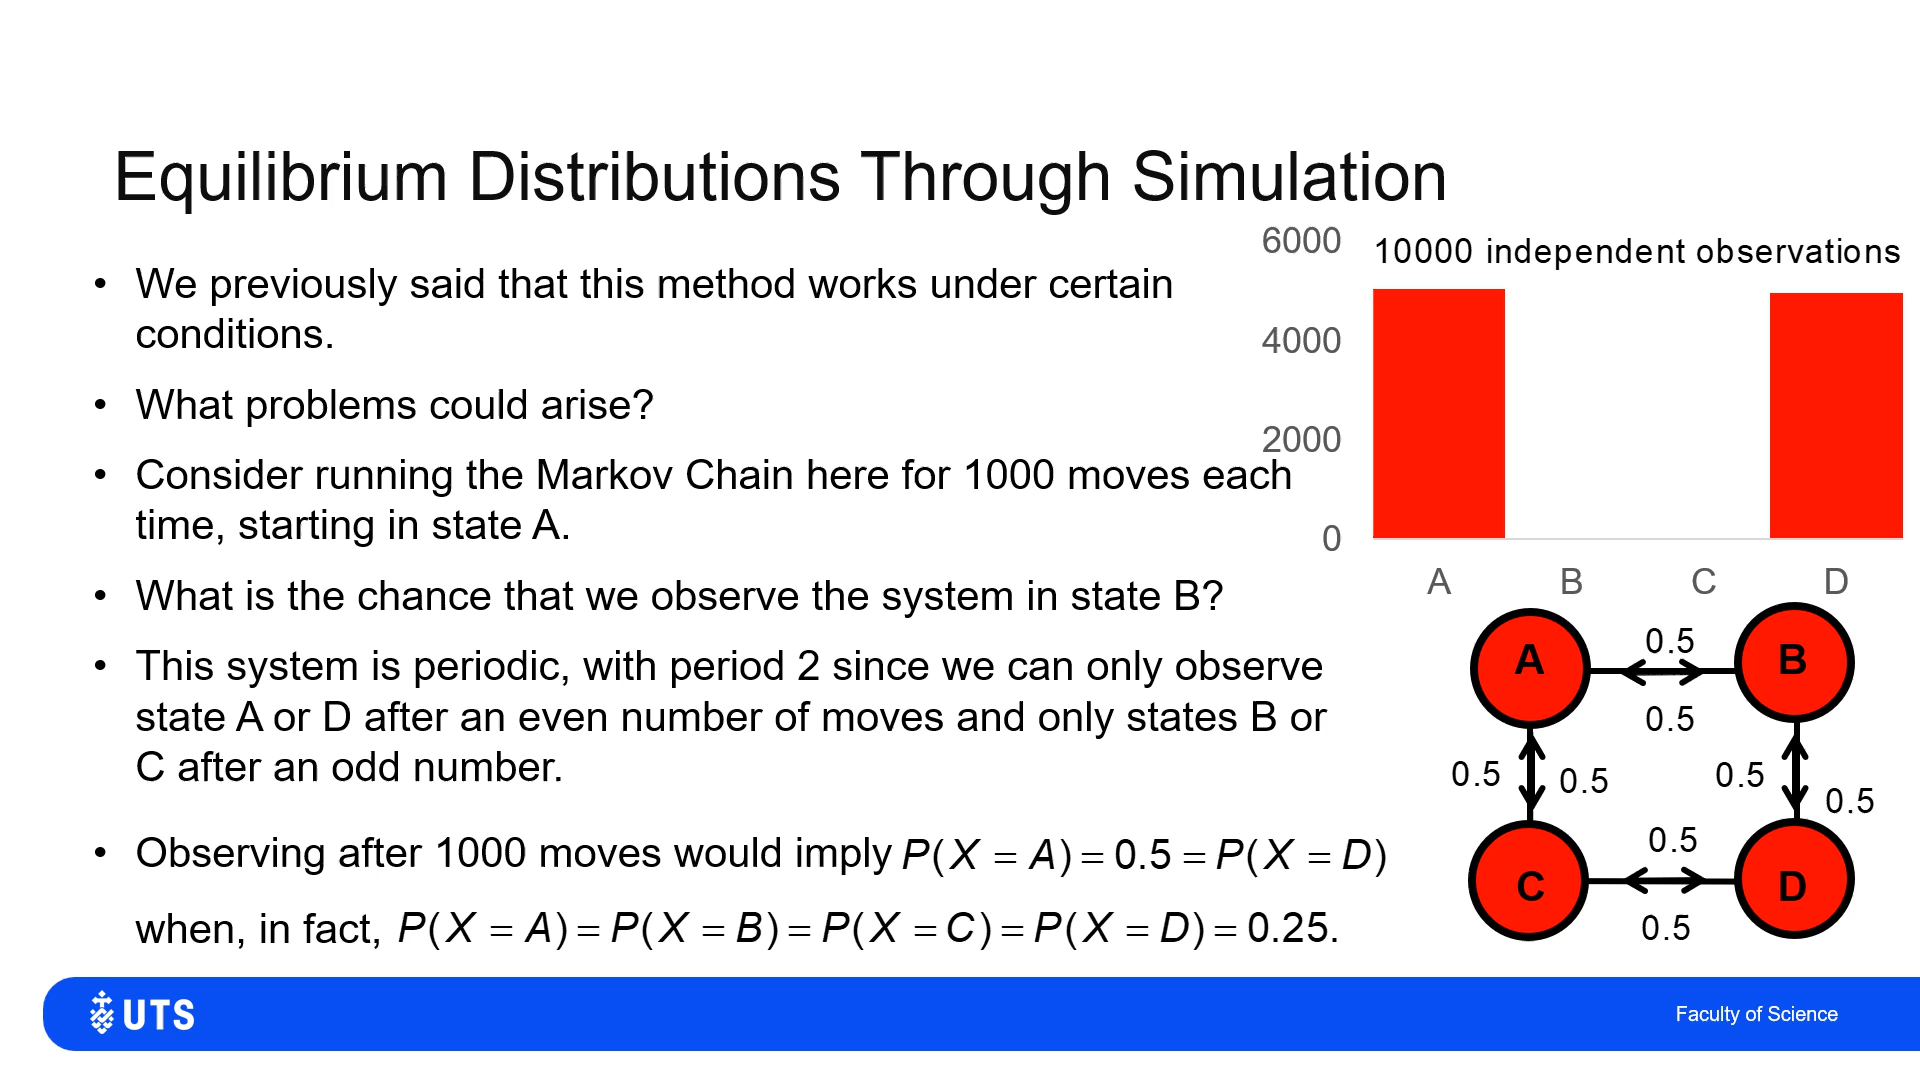 Equilibrium Distributions Through Simulation
• We previously said that this method works under certain
conditions.
• What problems could arise?
• Consider running the Markov Chain here for 1000 moves each
time, starting in state A.
• What is the chance that we observe the system in state B?
• This system is periodic, with period 2 since we can only observe
state A or D after an even number of moves and only states B or
C after an odd number.
• Observing after 1000 moves would imply P(X = A) = 0.5 = P(X = D)
when, in fact, P(X = A) = P(X = B) = P(X = C) = P(X = D) = 0.25.
10000 independent observations
6000
4000
2000
0
A B C D
A 0.5 B
0.5
0.5 0.5 0.5 0.5
0.5
C D
0.5
UTS
Faculty of Science